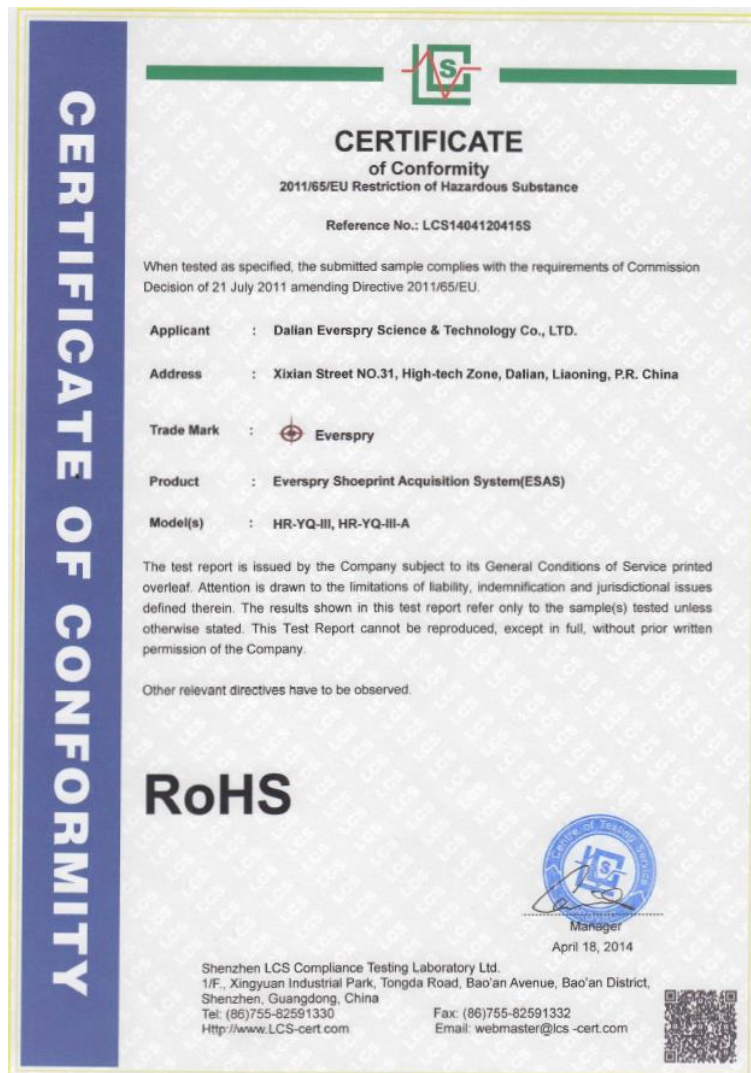 CERTIFICATE OF CONFORMITY
LCS
CERTIFICATE
of Conformity
2011/65/EU Restriction of Hazardous Substance
Reference No.: LCS1404120415S
When tested as specified, the submitted sample complies with the requirements of Commission
Decision of 21 July 2011 amending Directive 2011/65/EU.
Applicant : Dalian Everspry Science & Technology Co., LTD.
Address : Xixian Street NO.31, High-tech Zone, Dalian, Liaoning, P.R. China
Trade Mark : Everspry
Product : Everspry Shoeprint Acquisition System(ESAS)
Model(s) : HR-YQ-III, HR-YQ-III-A
The test report is issued by the Company subject to its General Conditions of Service printed
overleaf. Attention is drawn to the limitations of liability, indemnification and jurisdictional issues
defined therein. The results shown in this test report refer only to the sample(s) tested unless
otherwise stated. This Test Report cannot be reproduced, except in full, without prior written
permission of the Company.
Other relevant directives have to be observed.
RoHS
Centre of Testing Service
Manager
April 18, 2014
Shenzhen LCS Compliance Testing Laboratory Ltd.
1/F., Xingyuan Industrial Park, Tongda Road, Bao'an Avenue, Bao'an District,
Shenzhen, Guangdong, China
Tel: (86)755-82591330 Fax: (86)755-82591332
Http://www.LCS-cert.com Email: webmaster@lcs -cert.com